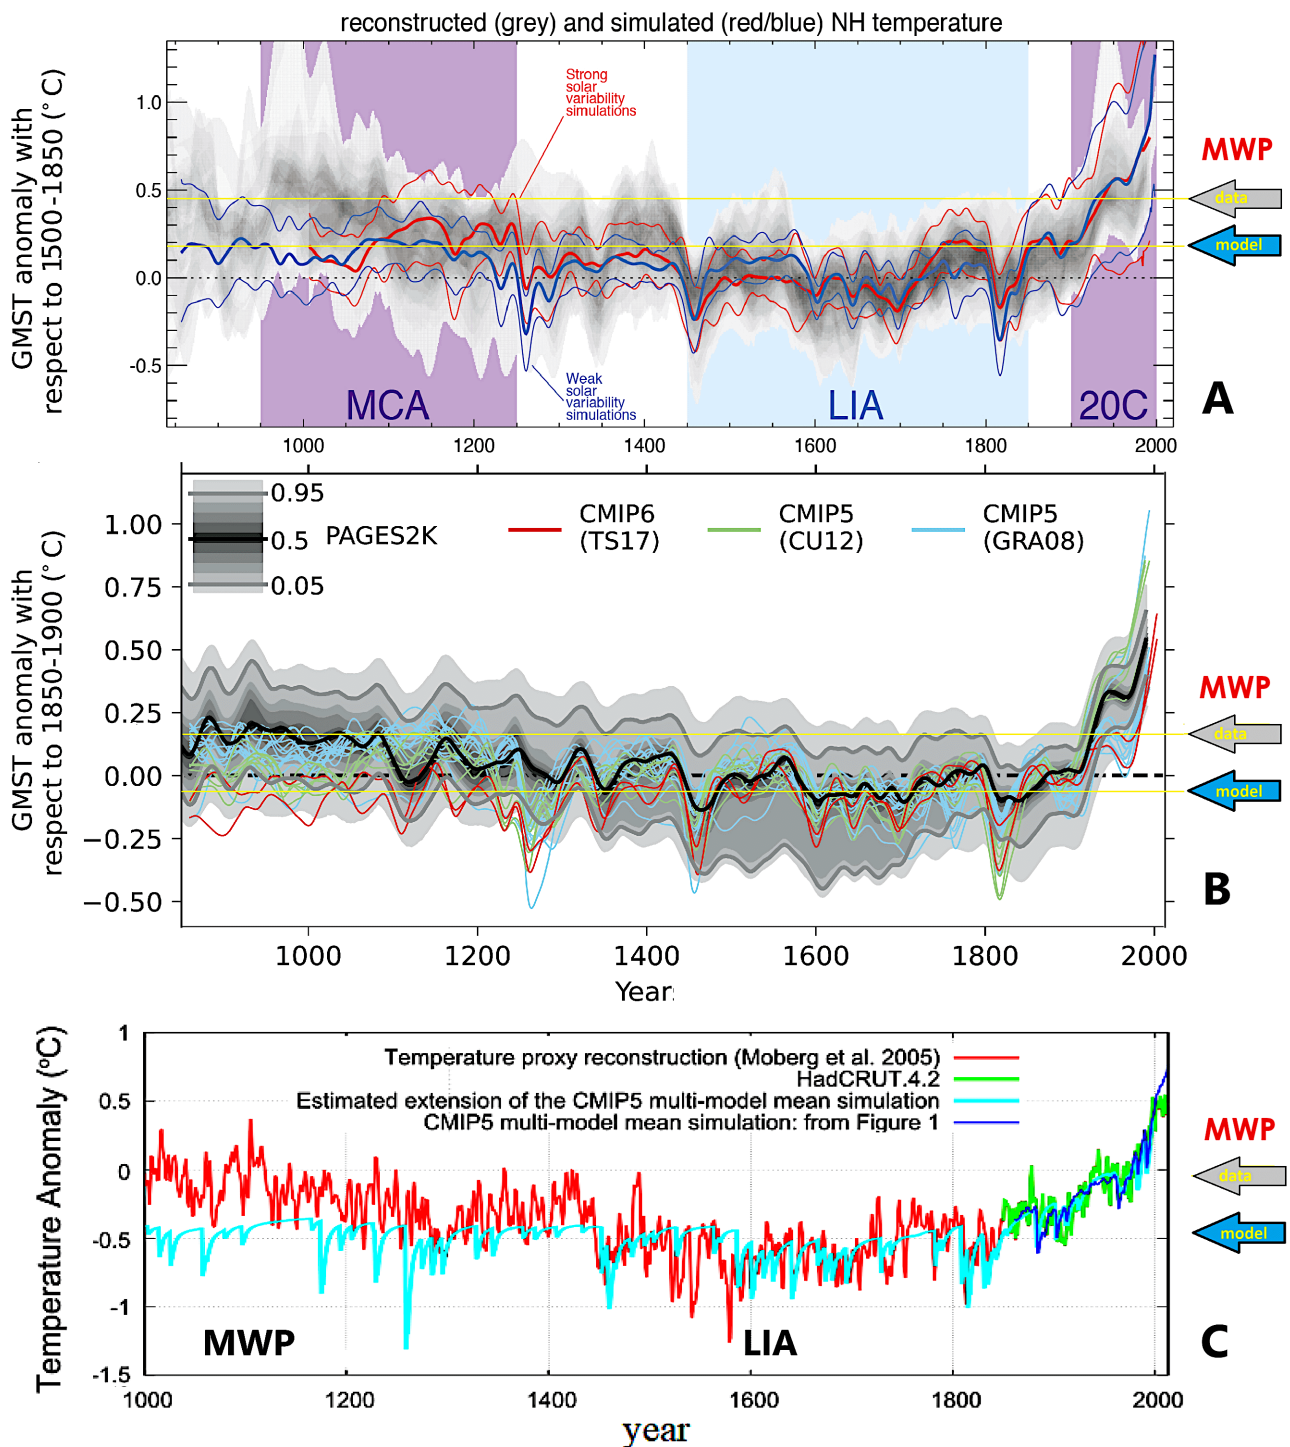 reconstructed (grey) and simulated (red/blue) NH temperature
GMST anomaly with
respect to 1500-1850 (°C)
1.0
0.5
0.0
-0.5
Strong
solar
variability
simulations
Weak
solar
variability
simulations
MCA
LIA
20C
MWP
data
model
A
1000
1200
1400
1600
1800
2000
GMST anomaly with
respect to 1850-1900 (°C)
1.00
0.75
0.50
0.25
0.00
−0.25
−0.50
0.95
0.5
0.05
PAGES2K
CMIP6
(TS17)
CMIP5
(CU12)
CMIP5
(GRA08)
MWP
data
model
B
1000
1200
1400
1600
1800
2000
Year
Temperature Anomaly (ºC)
1
0.5
0
-0.5
-1
-1.5
Temperature proxy reconstruction (Moberg et al. 2005)
HadCRUT.4.2
Estimated extension of the CMIP5 multi-model mean simulation
CMIP5 multi-model mean simulation: from Figure 1
MWP
data
model
MWP
LIA
C
1000
1200
1400
1600
1800
2000
year